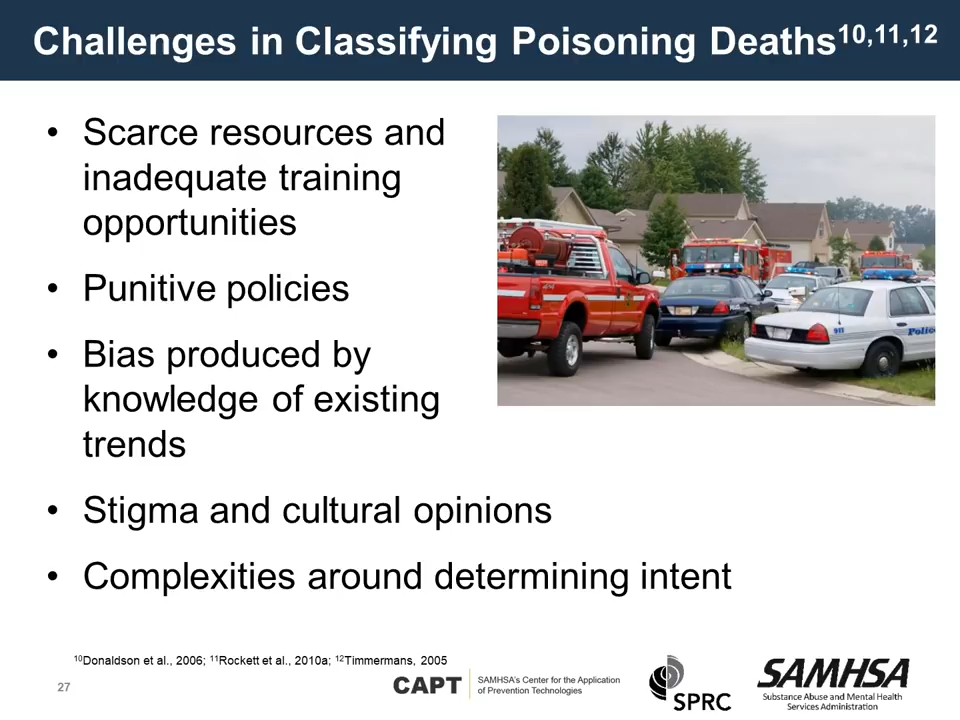 Challenges in Classifying Poisoning Deaths10,11,12
• Scarce resources and
inadequate training
opportunities
• Punitive policies
• Bias produced by
knowledge of existing
trends
• Stigma and cultural opinions
• Complexities around determining intent
911
Police
10Donaldson et al., 2006; 11Rockett et al., 2010a; 12Timmermans, 2005
27
CAPT
SAMHSA's Center for the Application
of Prevention Technologies
SPRC
SAMHSA
Substance Abuse and Mental Health
Services Administration